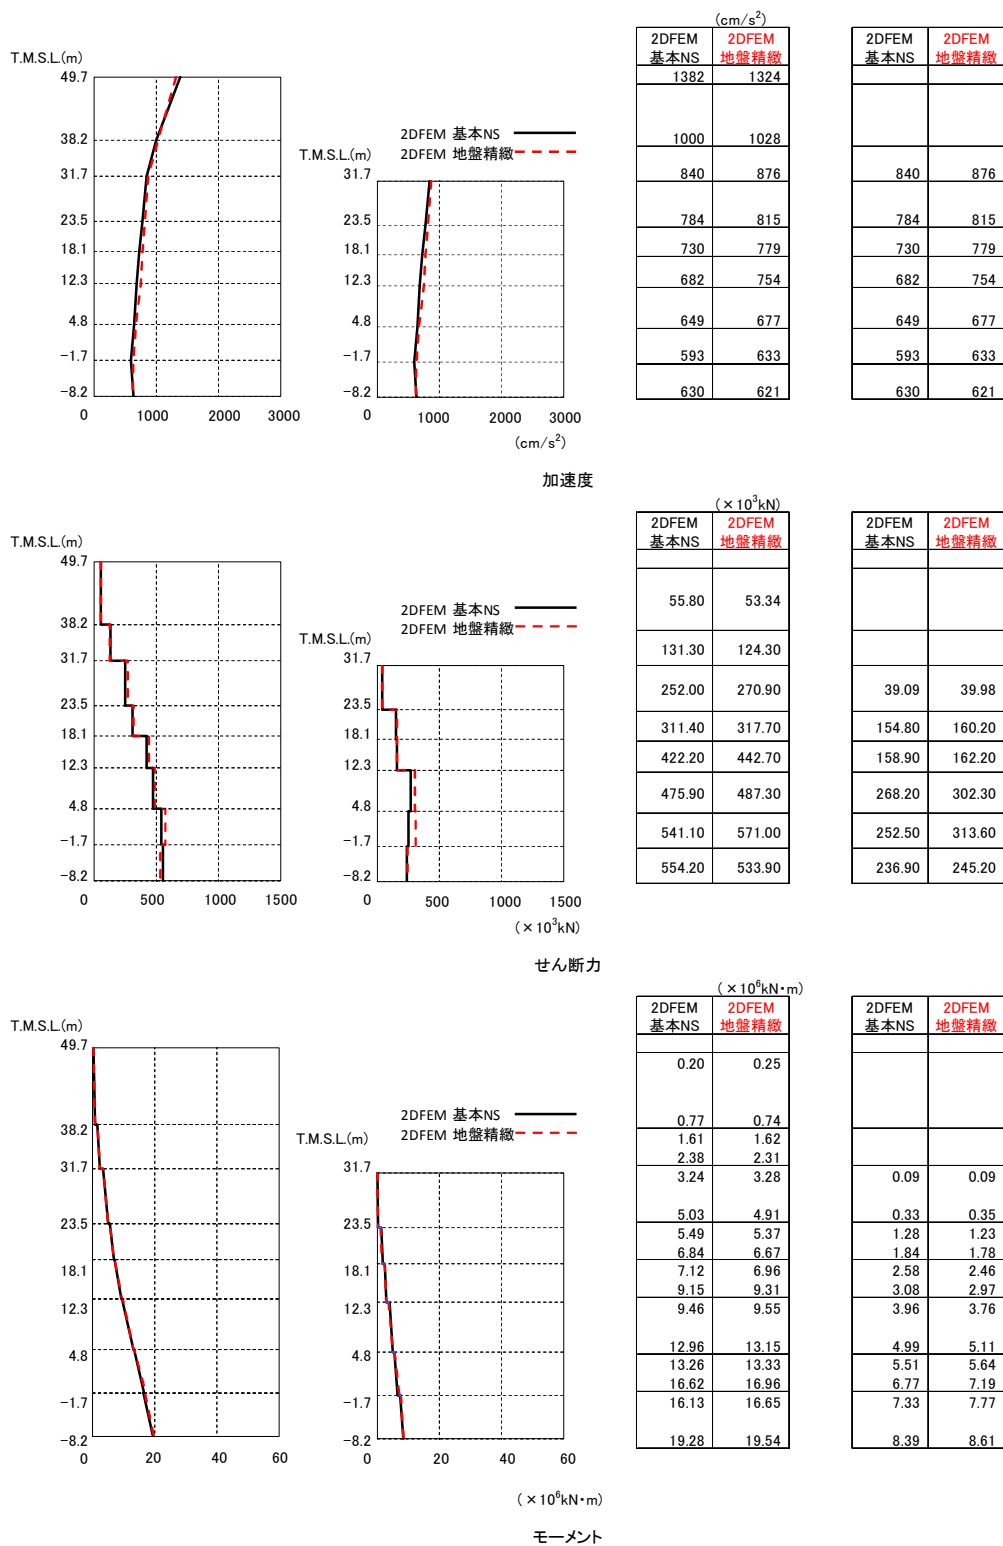 (cm/s²)
2DFEM 基本NS 2DFEM 地盤精緻 2DFEM 基本NS 2DFEM 地盤精緻
1382 1324
1000 1028
840 876 840 876
784 815 784 815
730 779 730 779
682 754 682 754
649 677 649 677
593 633 593 633
630 621 630 621
T.M.S.L.(m)
49.7
38.2
31.7
23.5
18.1
12.3
4.8
−1.7
−8.2
0 1000 2000 3000
2DFEM 基本NS
2DFEM 地盤精緻
T.M.S.L.(m)
31.7
23.5
18.1
12.3
4.8
−1.7
−8.2
0 1000 2000 3000
(cm/s²)
加速度
(×10³kN)
2DFEM 基本NS 2DFEM 地盤精緻 2DFEM 基本NS 2DFEM 地盤精緻
55.80 53.34
131.30 124.30
252.00 270.90 39.09 39.98
311.40 317.70 154.80 160.20
422.20 442.70 158.90 162.20
475.90 487.30 268.20 302.30
541.10 571.00 252.50 313.60
554.20 533.90 236.90 245.20
T.M.S.L.(m)
49.7
38.2
31.7
23.5
18.1
12.3
4.8
−1.7
−8.2
0 500 1000 1500
2DFEM 基本NS
2DFEM 地盤精緻
T.M.S.L.(m)
31.7
23.5
18.1
12.3
4.8
−1.7
−8.2
0 500 1000 1500
(×10³kN)
せん断力
(×10⁶kN・m)
2DFEM 基本NS 2DFEM 地盤精緻 2DFEM 基本NS 2DFEM 地盤精緻
0.20 0.25
0.77 0.74
1.61 1.62
2.38 2.31
3.24 3.28 0.09 0.09
5.03 4.91 0.33 0.35
5.49 5.37 1.28 1.23
6.84 6.67 1.84 1.78
7.12 6.96 2.58 2.46
9.15 9.31 3.08 2.97
9.46 9.55 3.96 3.76
12.96 13.15 4.99 5.11
13.26 13.33 5.51 5.64
16.62 16.96 6.77 7.19
16.13 16.65 7.33 7.77
19.28 19.54 8.39 8.61
T.M.S.L.(m)
49.7
38.2
31.7
23.5
18.1
12.3
4.8
−1.7
−8.2
0 20 40 60
2DFEM 基本NS
2DFEM 地盤精緻
T.M.S.L.(m)
31.7
23.5
18.1
12.3
4.8
−1.7
−8.2
0 20 40 60
(×10⁶kN・m)
モーメント